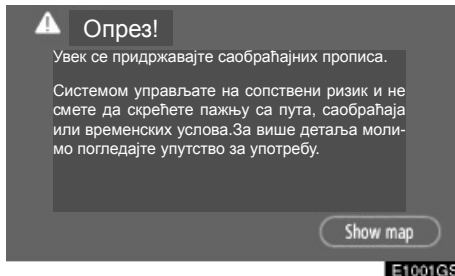 Опрез!
Увек се придржавајте саобраћајних прописа.
Системом управљате на сопствени ризик и не
смете да скрећете пажњу са пута, саобраћаја
или временских услова.За више детаља моли-
мо погледајте упутство за употребу.
Show map
E1001GS